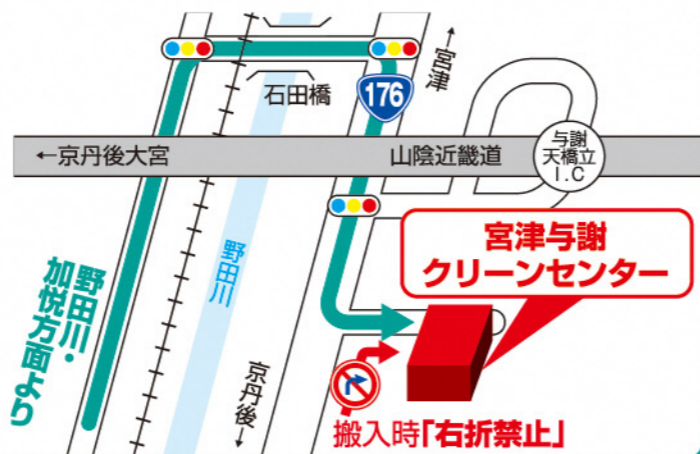 ↑宮津
石田橋
176
←京丹後大宮
山陰近畿道
与謝
天橋立
I.C
宮津与謝
クリーンセンター
野田川
野田川・
加悦方面より
京丹後↓
搬入時「右折禁止」